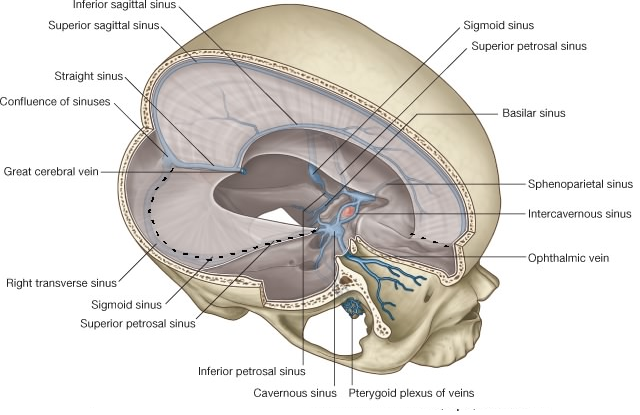 Inferior sagittal sinus
Superior sagittal sinus
Straight sinus
Confluence of sinuses
Great cerebral vein
Right transverse sinus
Sigmoid sinus
Superior petrosal sinus
Inferior petrosal sinus
Cavernous sinus
Pterygoid plexus of veins
Sigmoid sinus
Superior petrosal sinus
Basilar sinus
Sphenoparietal sinus
Intercavernous sinus
Ophthalmic vein